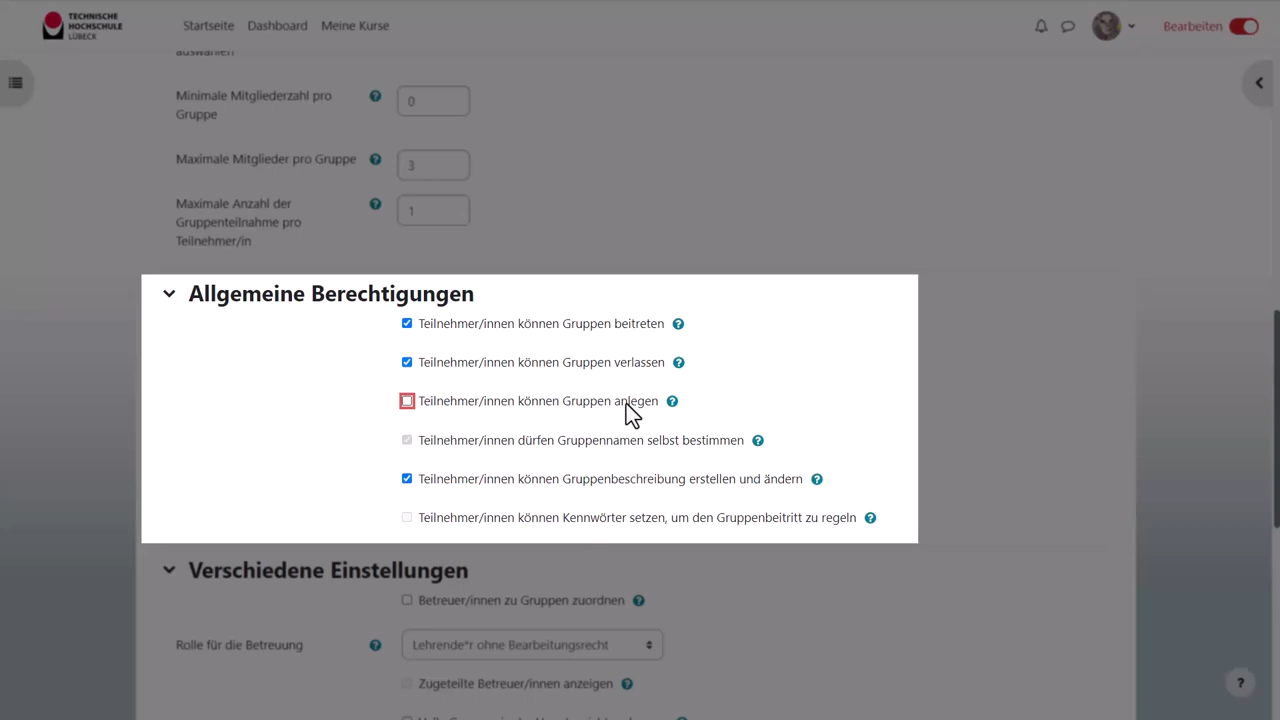 TECHNISCHE
HOCHSCHULE
LÜBECK
Startseite Dashboard Meine Kurse
Bearbeiten
auswählen
Minimale Mitgliederzahl pro
Gruppe
0
Maximale Mitglieder pro Gruppe
3
Maximale Anzahl der
Gruppenteilnahme pro
Teilnehmer/in
1
Allgemeine Berechtigungen
Teilnehmer/innen können Gruppen beitreten
Teilnehmer/innen können Gruppen verlassen
Teilnehmer/innen können Gruppen anlegen
Teilnehmer/innen dürfen Gruppennamen selbst bestimmen
Teilnehmer/innen können Gruppenbeschreibung erstellen und ändern
Teilnehmer/innen können Kennwörter setzen, um den Gruppenbeitritt zu regeln
Verschiedene Einstellungen
Betreuer/innen zu Gruppen zuordnen
Rolle für die Betreuung
Lehrende*r ohne Bearbeitungsrecht
Zugeteilte Betreuer/innen anzeigen
?